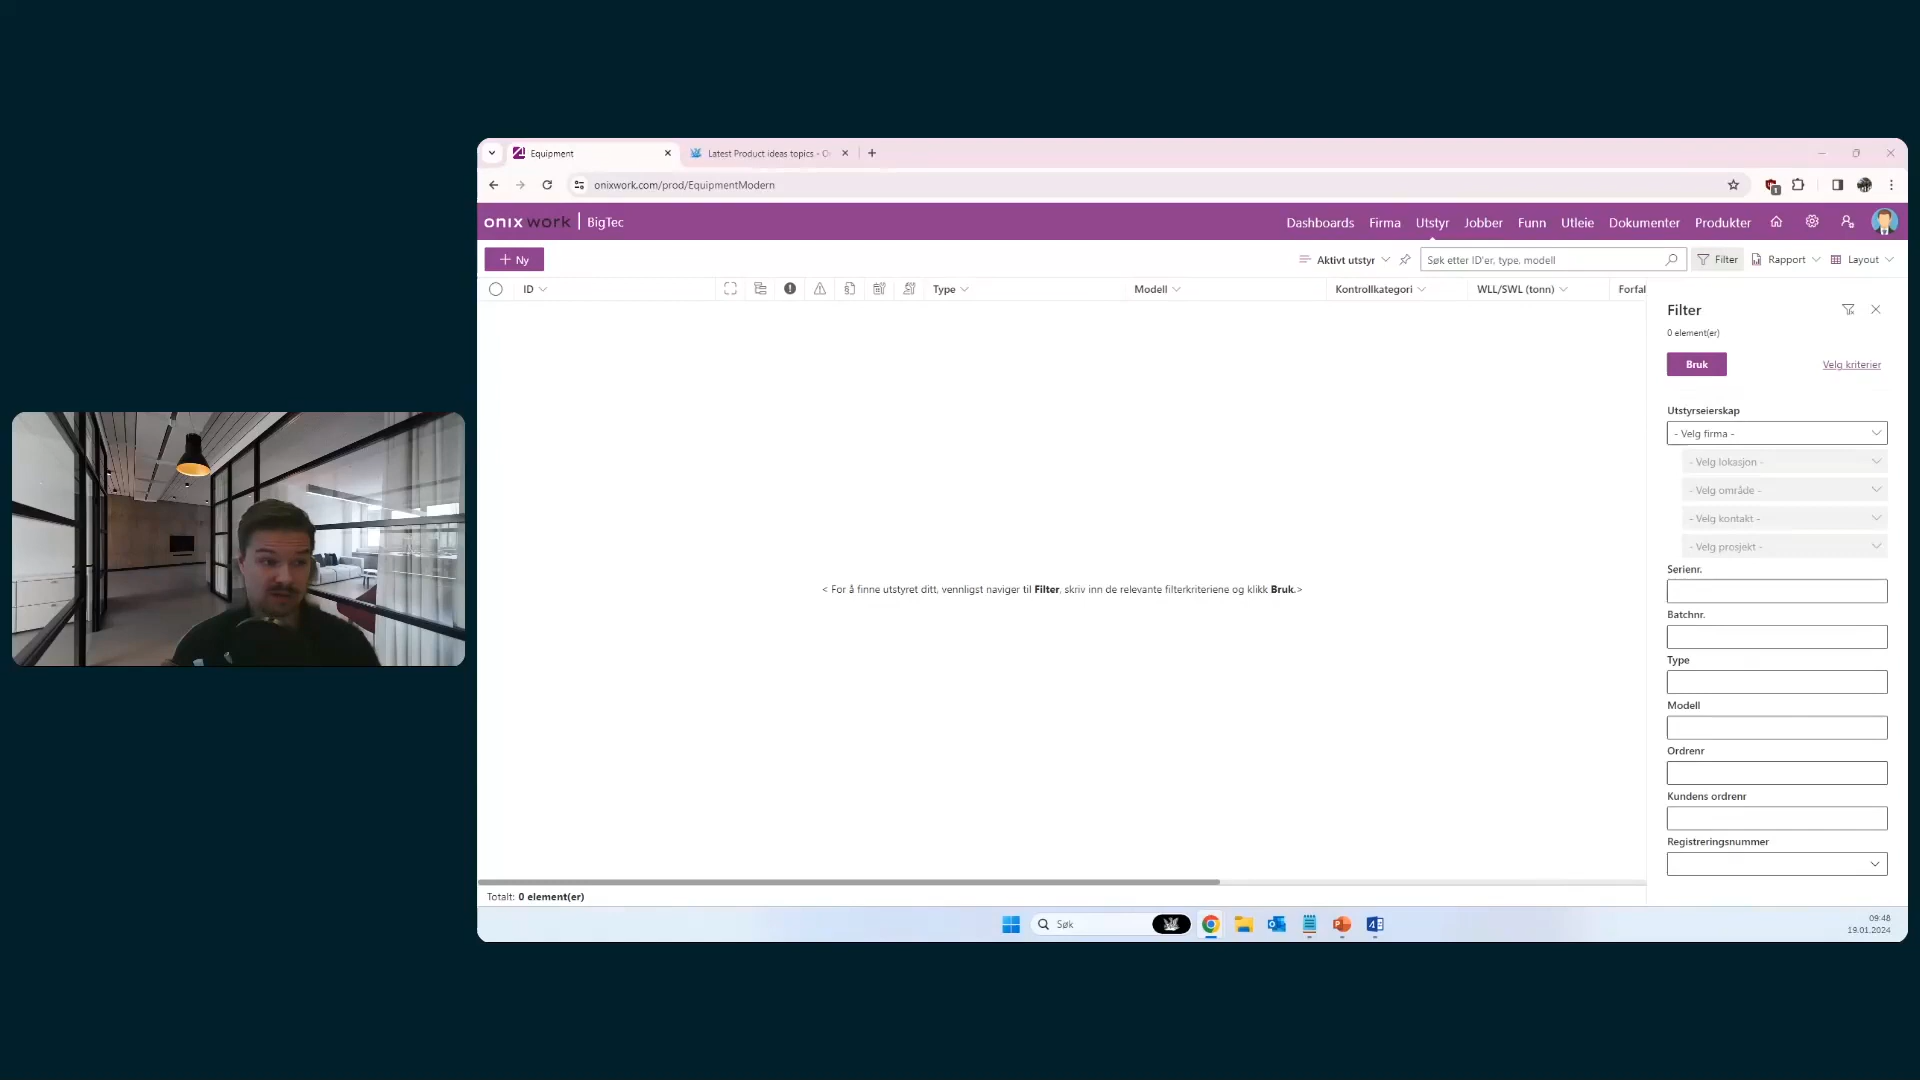 Equipment
Latest Product ideas topics - O
onixwork.com/prod/EquipmentModern
onix work | BigTec
Dashboards Firma Utstyr Jobber Funn Utleie Dokumenter Produkter
Ny
Aktivt utstyr
Søk etter ID'er, type, modell
Filter
Rapport
Layout
ID
Type
Modell
Kontrollkategori
WLL/SWL (tonn)
Forfal
Filter
0 element(er)
Bruk
Velg kriterier
Utstyrseierskap
- Velg firma -
- Velg lokasjon -
- Velg område -
- Velg kontakt -
- Velg prosjekt -
Serienr.
Batchnr.
Type
Modell
Ordrenr
Kundens ordrenr
Registreringsnummer
< For å finne utstyret ditt, vennligst naviger til Filter, skriv inn de relevante filterkriteriene og klikk Bruk.>
Totalt: 0 element(er)
Søk
09:48
19.01.2024